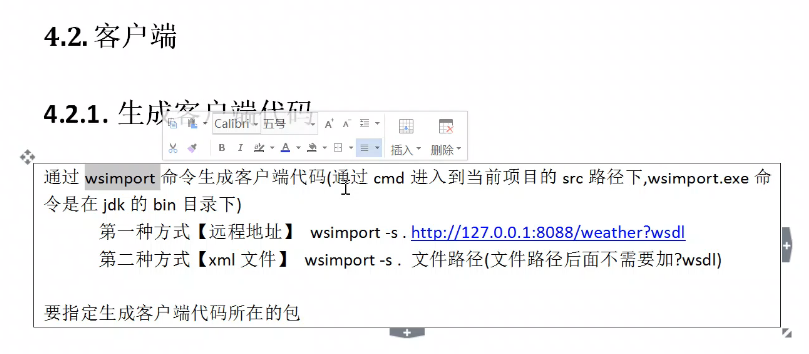 4.2. 客户端
4.2.1. 生成客户端代码
Calibri 五号
B I A 插入 删除
通过 wsimport 命令生成客户端代码(通过 cmd 进入到当前项目的 src 路径下,wsimport.exe 命
令是在 jdk 的 bin 目录下)
第一种方式【远程地址】 wsimport -s . http://127.0.0.1:8088/weather?wsdl
第二种方式【xml 文件】 wsimport -s . 文件路径(文件路径后面不需要加?wsdl)
要指定生成客户端代码所在的包